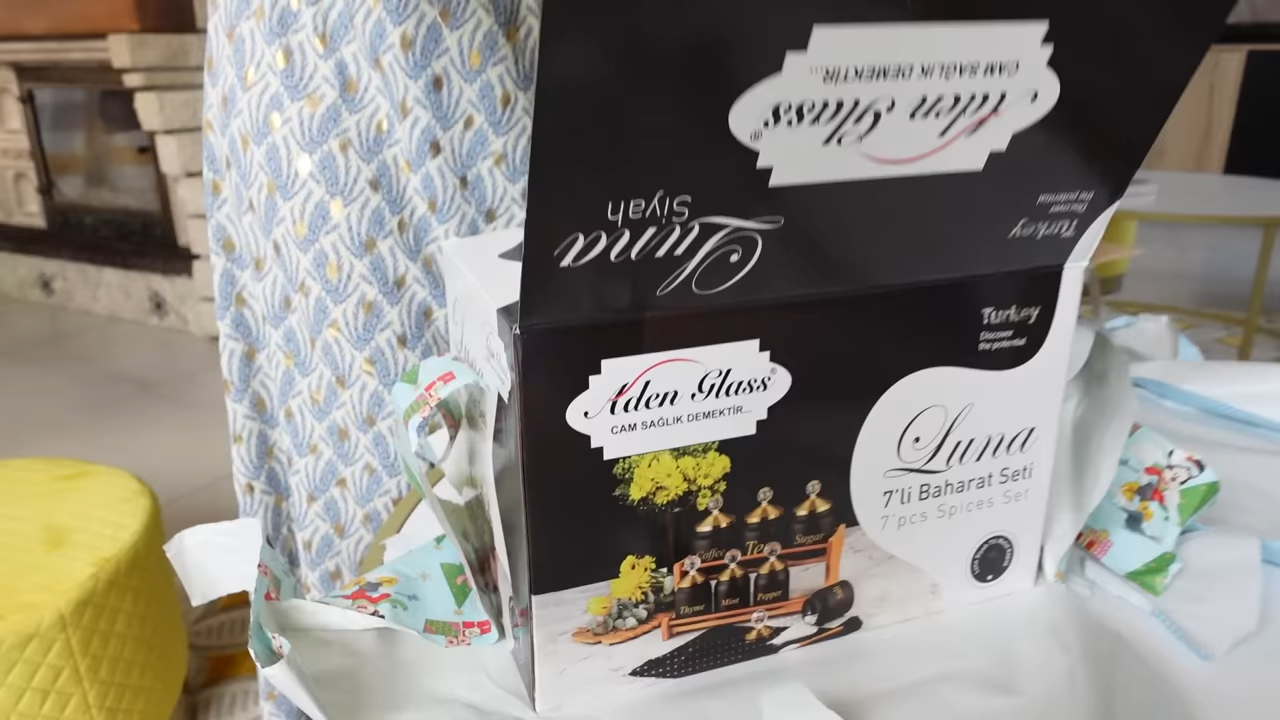 Aden Glass®
CAM SAĞLIK DEMEKTİR...
Luna
Siyah
Turkey
Discover
the potential
Turkey
Discover
the potential
Aden Glass®
CAM SAĞLIK DEMEKTİR...
Luna
7'li Baharat Seti
7'pcs Spices Set
Coffee
Tea
Sugar
Thyme
Mint
Pepper